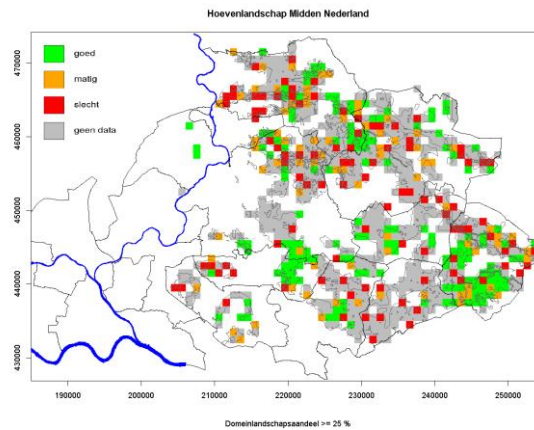 Hoevenlandschap Midden Nederland
goed
matig
slecht
geen data
470000
460000
450000
440000
430000
190000 200000 210000 220000 230000 240000 250000
Domeinlandschapsaandeel >= 25 %